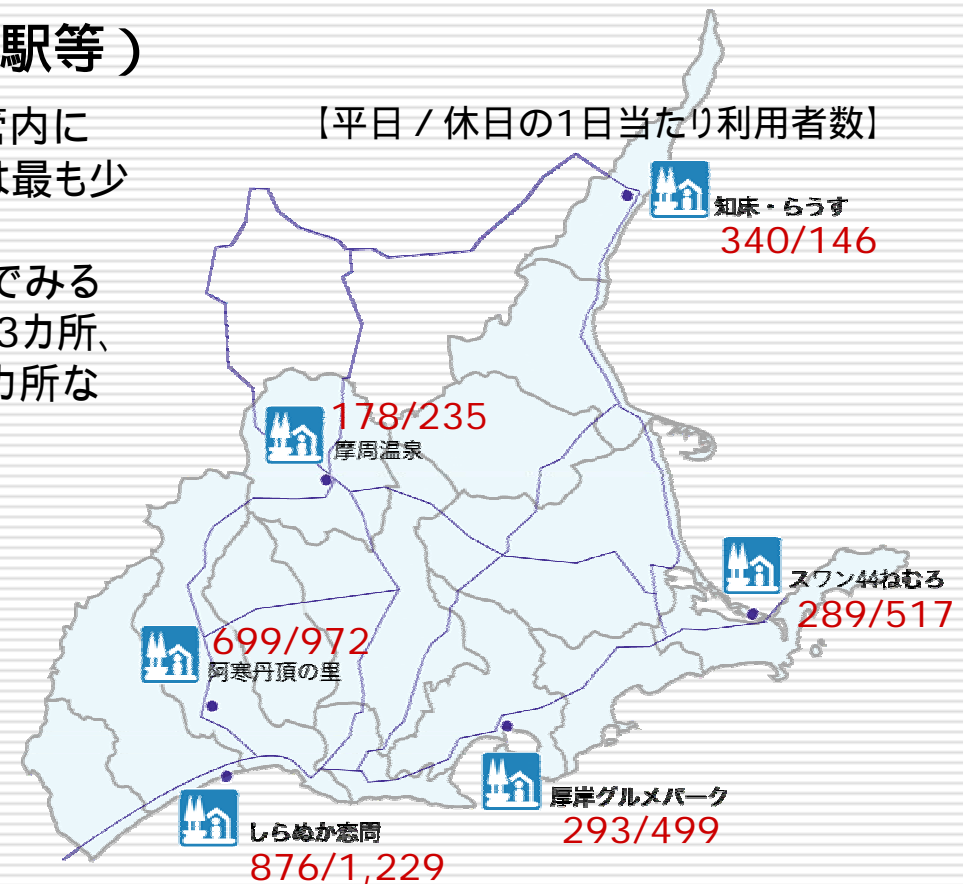 駅等）
管内に
は最も少
でみる
3カ所、
カ所な
【平日／休日の1日当たり利用者数】
知床・らうす
340/146
178/235
摩周温泉
スワン44ねむろ
289/517
699/972
阿寒丹頂の里
厚岸グルメパーク
293/499
しらぬか恋問
876/1,229